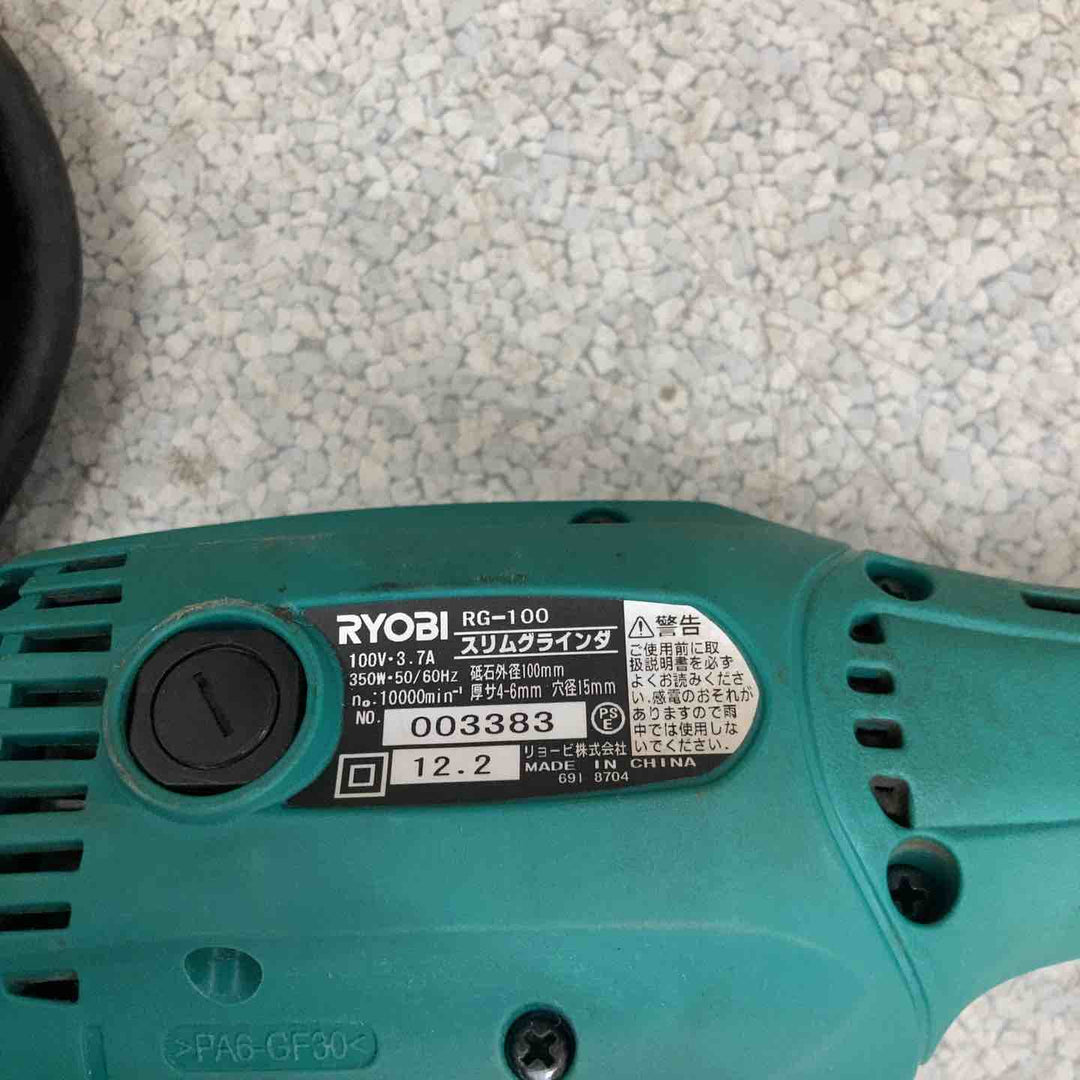 RYOBI RG-100
スリムグラインダ
100V・3.7A
350W・50/60Hz 砥石外径100mm
n₀:10000min⁻¹ 厚サ4-6mm 穴径15mm
NO. 003383
PSE
12.2
リョービ株式会社
MADE IN CHINA
691 8704
⚠警告
ご使用前に取
扱説明書を必ず
よくお読みくださ
い.感電のおそれが
ありますので雨
中では使用しな
いでください.
>PA6-GF30<